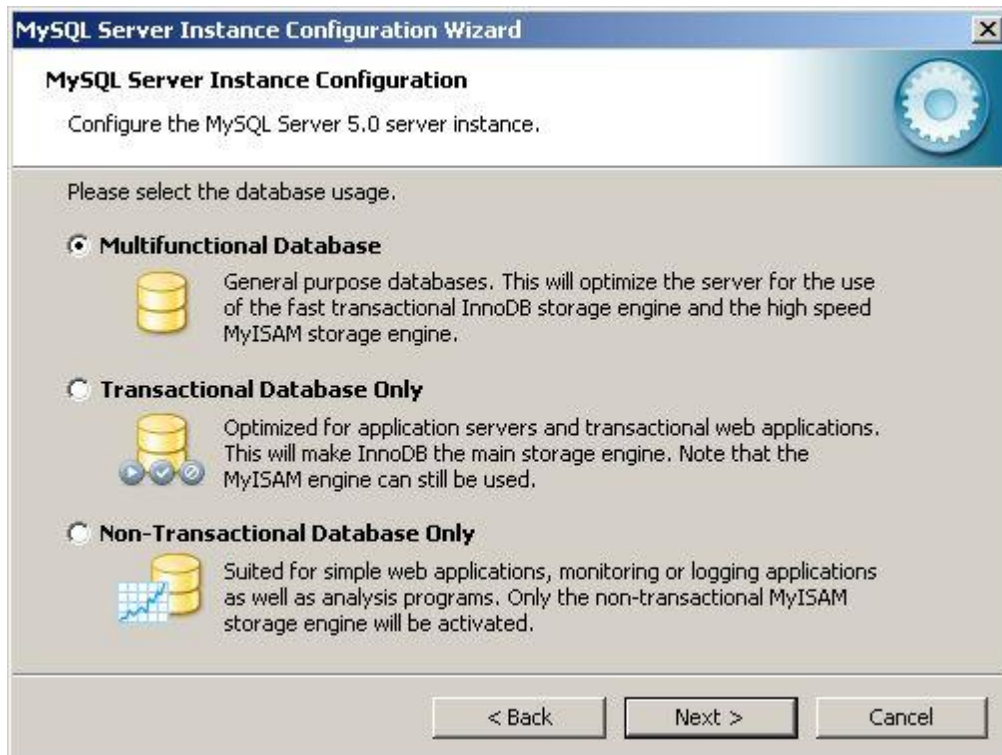 MySQL Server Instance Configuration Wizard
MySQL Server Instance Configuration
Configure the MySQL Server 5.0 server instance.
Please select the database usage.
Multifunctional Database
General purpose databases. This will optimize the server for the use
of the fast transactional InnoDB storage engine and the high speed
MyISAM storage engine.
Transactional Database Only
Optimized for application servers and transactional web applications.
This will make InnoDB the main storage engine. Note that the
MyISAM engine can still be used.
Non-Transactional Database Only
Suited for simple web applications, monitoring or logging applications
as well as analysis programs. Only the non-transactional MyISAM
storage engine will be activated.
< Back Next > Cancel